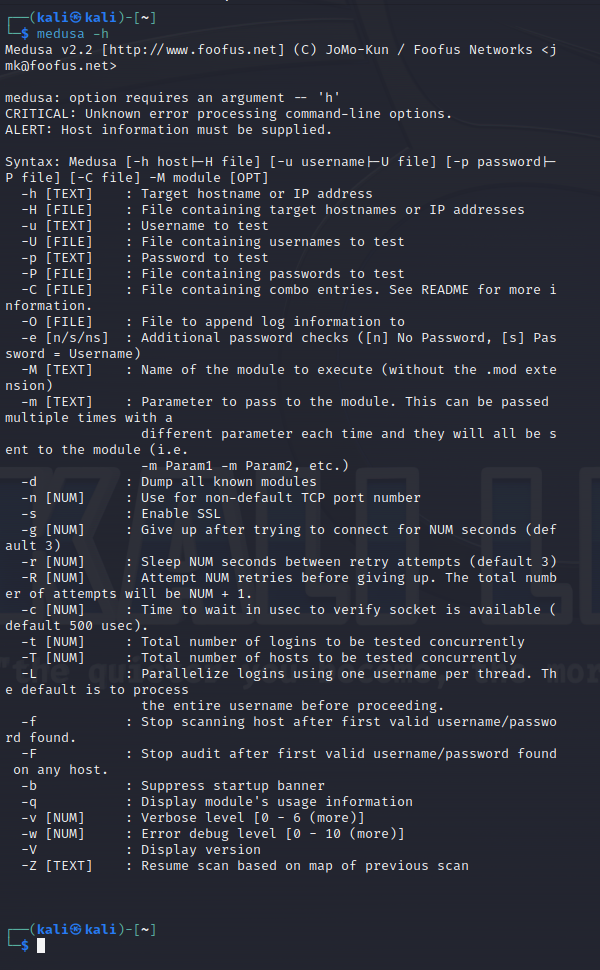 ┌──(kali㉿kali)-[~]
└─$ medusa -h
Medusa v2.2 [http://www.foofus.net] (C) JoMo-Kun / Foofus Networks <j
mk@foofus.net>

medusa: option requires an argument -- 'h'
CRITICAL: Unknown error processing command-line options.
ALERT: Host information must be supplied.

Syntax: Medusa [-h host|-H file] [-u username|-U file] [-p password|-
P file] [-C file] -M module [OPT]
  -h [TEXT]    : Target hostname or IP address
  -H [FILE]    : File containing target hostnames or IP addresses
  -u [TEXT]    : Username to test
  -U [FILE]    : File containing usernames to test
  -p [TEXT]    : Password to test
  -P [FILE]    : File containing passwords to test
  -C [FILE]    : File containing combo entries. See README for more i
nformation.
  -O [FILE]    : File to append log information to
  -e [n/s/ns]  : Additional password checks ([n] No Password, [s] Pas
sword = Username)
  -M [TEXT]    : Name of the module to execute (without the .mod exte
nsion)
  -m [TEXT]    : Parameter to pass to the module. This can be passed
multiple times with a
                 different parameter each time and they will all be s
ent to the module (i.e.
                 -m Param1 -m Param2, etc.)
  -d           : Dump all known modules
  -n [NUM]     : Use for non-default TCP port number
  -s           : Enable SSL
  -g [NUM]     : Give up after trying to connect for NUM seconds (def
ault 3)
  -r [NUM]     : Sleep NUM seconds between retry attempts (default 3)
  -R [NUM]     : Attempt NUM retries before giving up. The total numb
er of attempts will be NUM + 1.
  -c [NUM]     : Time to wait in usec to verify socket is available (
default 500 usec).
  -t [NUM]     : Total number of logins to be tested concurrently
  -T [NUM]     : Total number of hosts to be tested concurrently
  -L           : Parallelize logins using one username per thread. Th
e default is to process
                 the entire username before proceeding.
  -f           : Stop scanning host after first valid username/passwo
rd found.
  -F           : Stop audit after first valid username/password found
 on any host.
  -b           : Suppress startup banner
  -q           : Display module's usage information
  -v [NUM]     : Verbose level [0 - 6 (more)]
  -w [NUM]     : Error debug level [0 - 10 (more)]
  -V           : Display version
  -Z [TEXT]    : Resume scan based on map of previous scan

┌──(kali㉿kali)-[~]
└─$